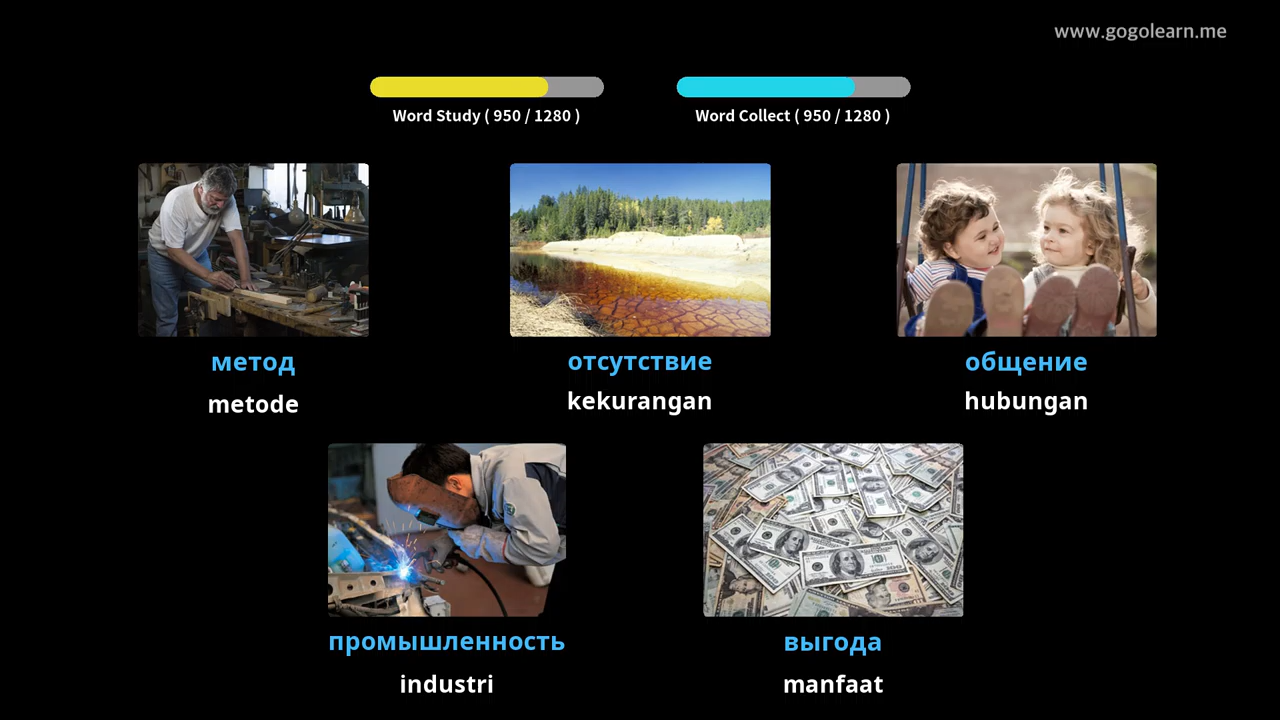 www.gogolearn.me
Word Study ( 950 / 1280 )
Word Collect ( 950 / 1280 )
метод
отсутствие
общение
metode
kekurangan
hubungan
промышленность
выгода
industri
manfaat